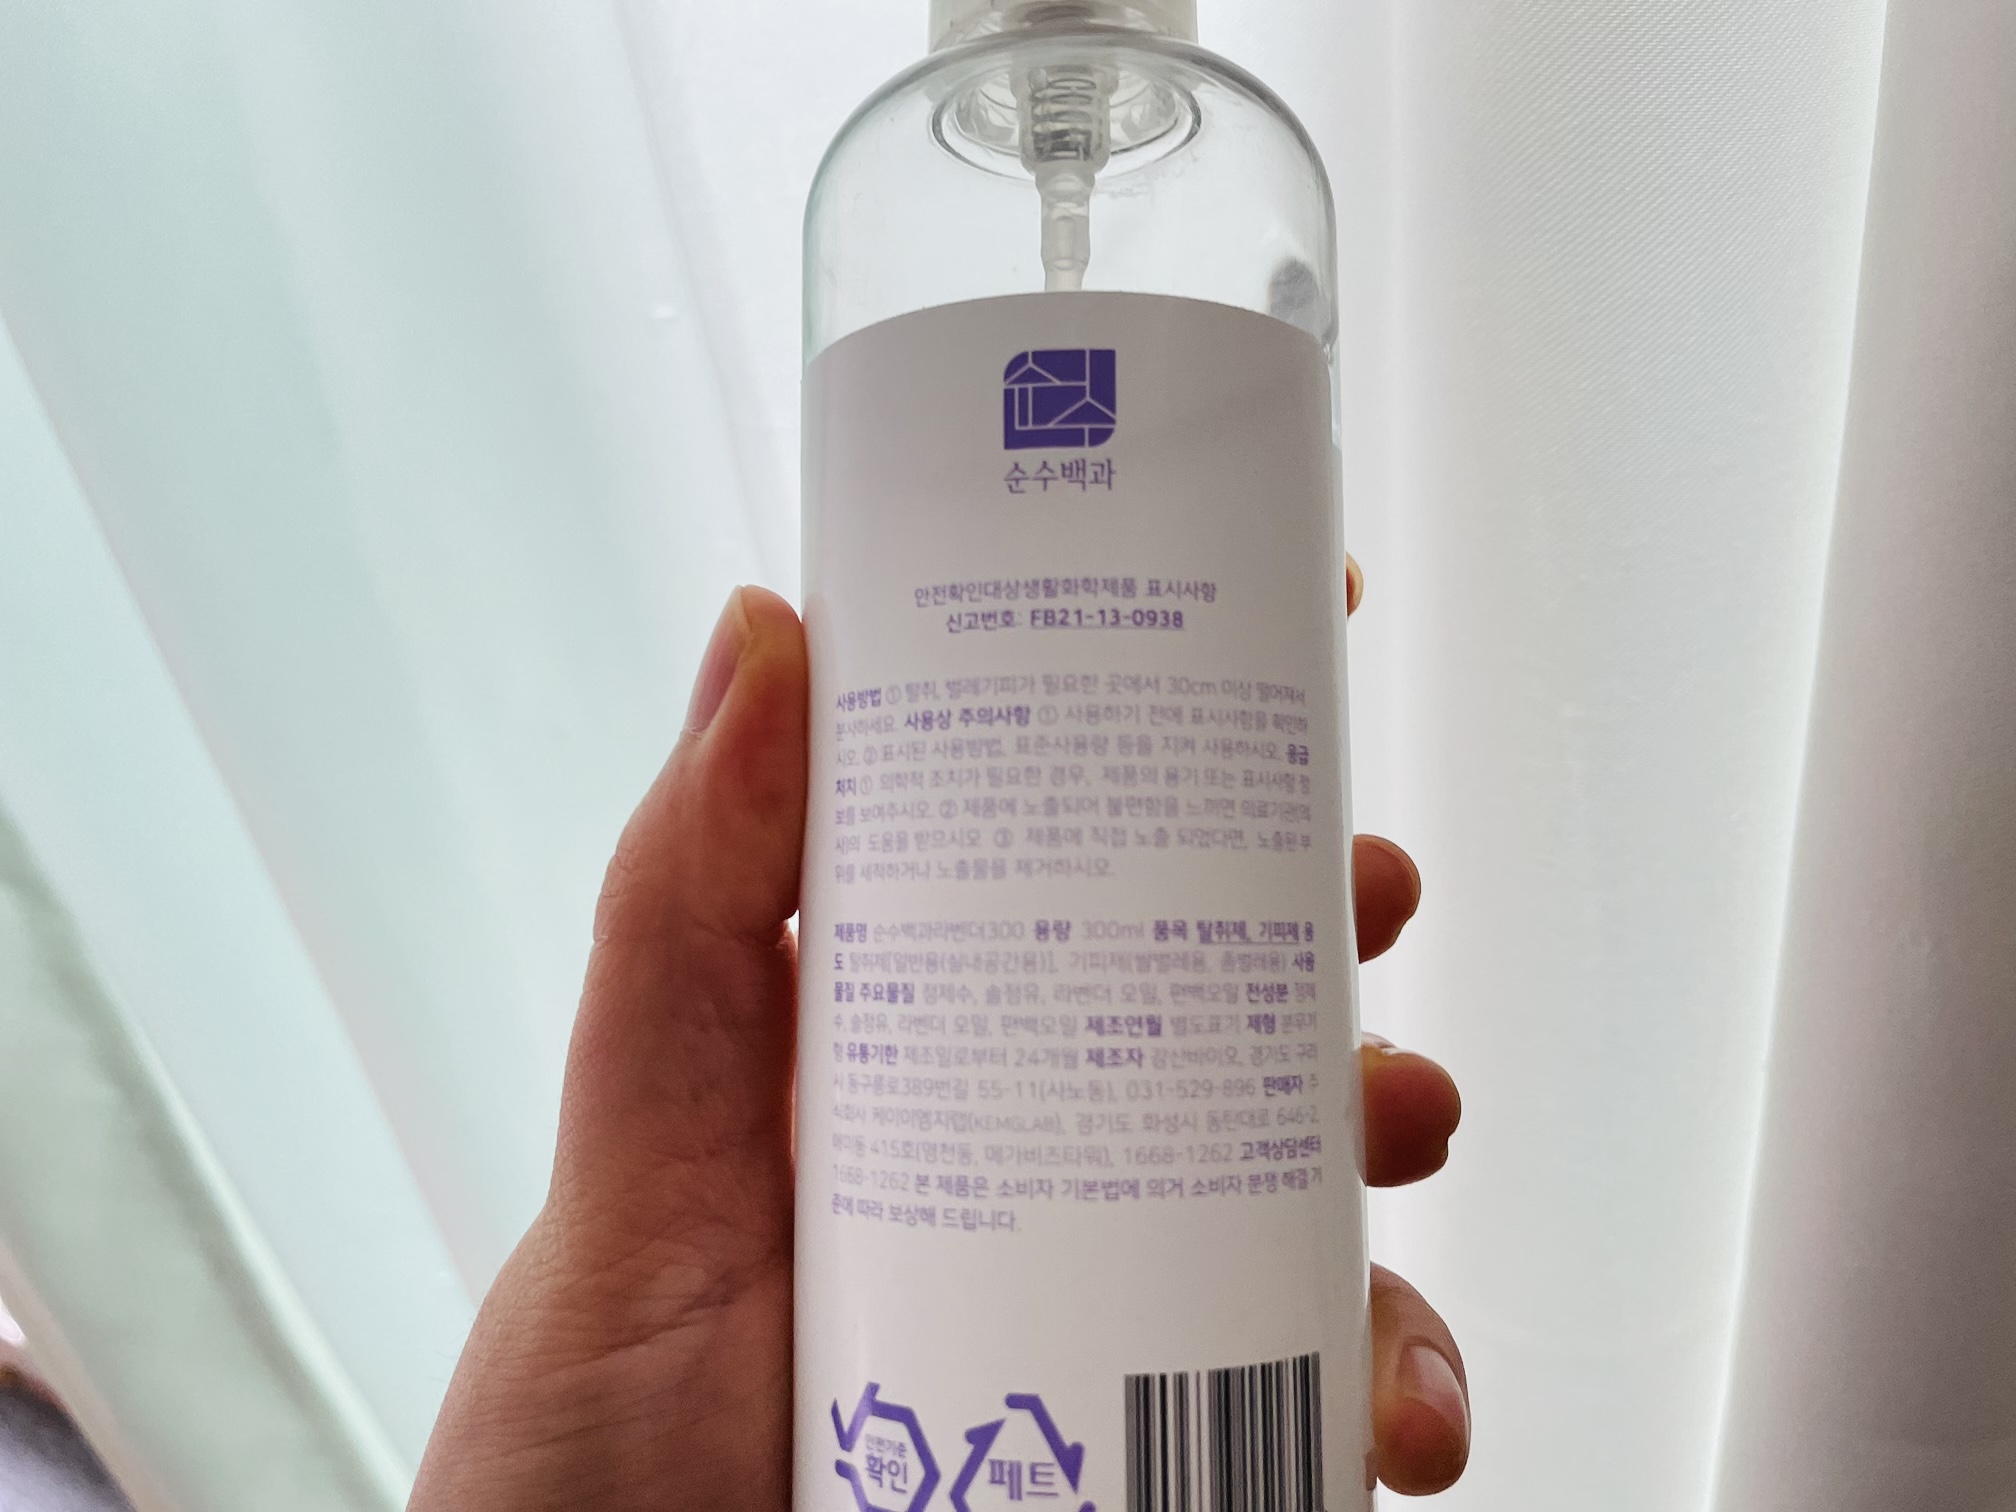 순수백과
안전확인대상생활화학제품 표시사항
신고번호: FB21-13-0938
사용방법 ① 탈취, 벌레기피가 필요한 곳에서 30cm 이상 떨어져서
분사하세요. 사용상 주의사항 ① 사용하기 전에 표시사항을 확인하
시오. ② 표시된 사용방법, 표준사용량 등을 지켜 사용하시오. 응급
처치 ① 의학적 조치가 필요한 경우, 제품의 용기 또는 표시사항 정
보를 보여주시오. ② 제품에 노출되어 불편함을 느끼면 의료기관(의
사)의 도움을 받으시오 ③ 제품에 직접 노출 되었다면, 노출된 부
위를 세척하거나 노출물을 제거하시오.
제품명 순수백과라벤더300 용량 300ml 품목 탈취제, 기피제 용
도 탈취제[일반용(실내공간용)], 기피제(쌀벌레용, 좀벌레용) 사용
물질 주요물질 정제수, 솔정유, 라벤더 오일, 편백오일 전성분 정제
수, 솔정유, 라벤더 오일, 편백오일 제조연월 별도표기 제형 분무기
형 유통기한 제조일로부터 24개월 제조자 강산바이오, 경기도 구리
시 동구릉로389번길 55-11(사노동), 031-529-896 판매자 주
식회사 케이이엠지랩(KEMGLAB), 경기도 화성시 동탄대로 646-2,
415호(영천동, 메가비즈타워), 1668-1262 고객상담센터
1668-1262 본 제품은 소비자 기본법에 의거 소비자 분쟁 해결 기
준에 따라 보상해 드립니다.
안전기준
확인
페트